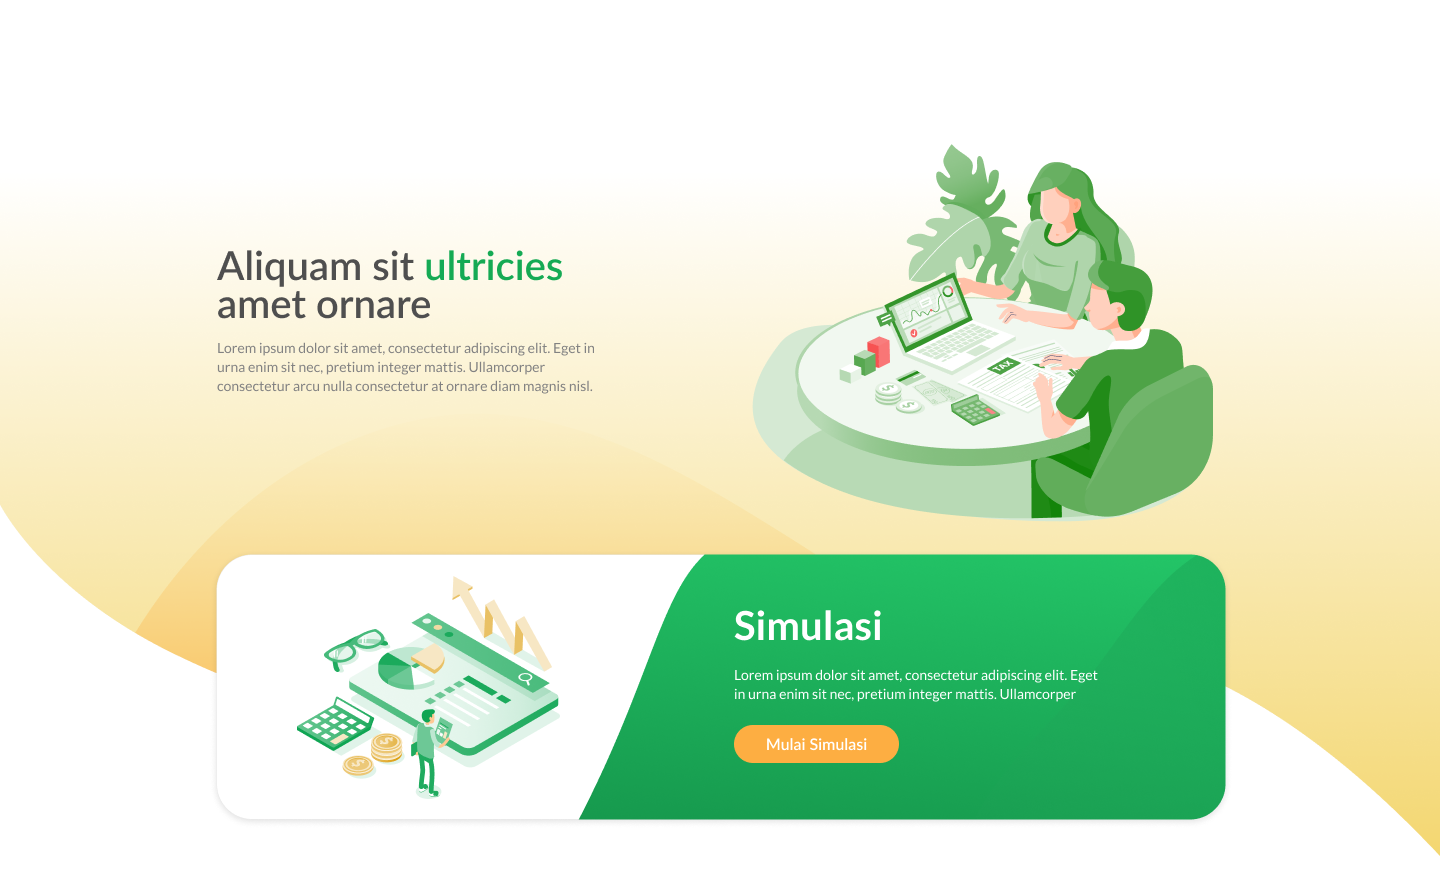 Aliquam sit ultricies
amet ornare
Lorem ipsum dolor sit amet, consectetur adipiscing elit. Eget in
urna enim sit nec, pretium integer mattis. Ullamcorper
consectetur arcu nulla consectetur at ornare diam magnis nisl.
TAX
Simulasi
Lorem ipsum dolor sit amet, consectetur adipiscing elit. Eget
in urna enim sit nec, pretium integer mattis. Ullamcorper
Mulai Simulasi